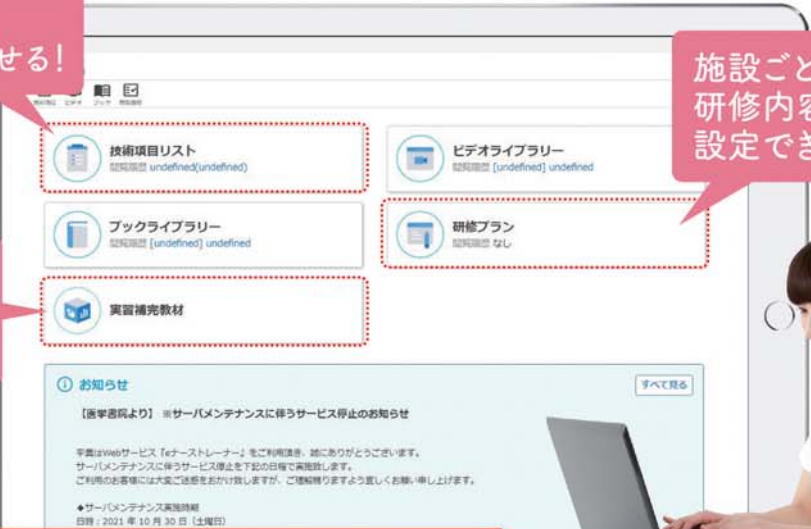 せる!
施設ごと
研修内容
設定でき
ビデオ
ブック
閲覧履歴
技術項目リスト
閲覧履歴 undefined(undefined)
ビデオライブラリー
閲覧履歴 [undefined] undefined
ブックライブラリー
閲覧履歴 [undefined] undefined
研修プラン
閲覧履歴 なし
実習補完教材
お知らせ
すべて見る
【医学書院より】 ※サーバメンテナンスに伴うサービス停止のお知らせ
平素はWebサービス『eナーストレーナー』をご利用頂き、誠にありがとうございます。
サーバメンテナンスに伴うサービス停止を下記の日程で実施致します。
ご利用のお客様には大変ご迷惑をおかけ致しますが、ご理解賜りますよう宜しくお願い申し上げます。
◆サーバメンテナンス実施時期
日時:2021 年 10 月 30 日(土曜日)